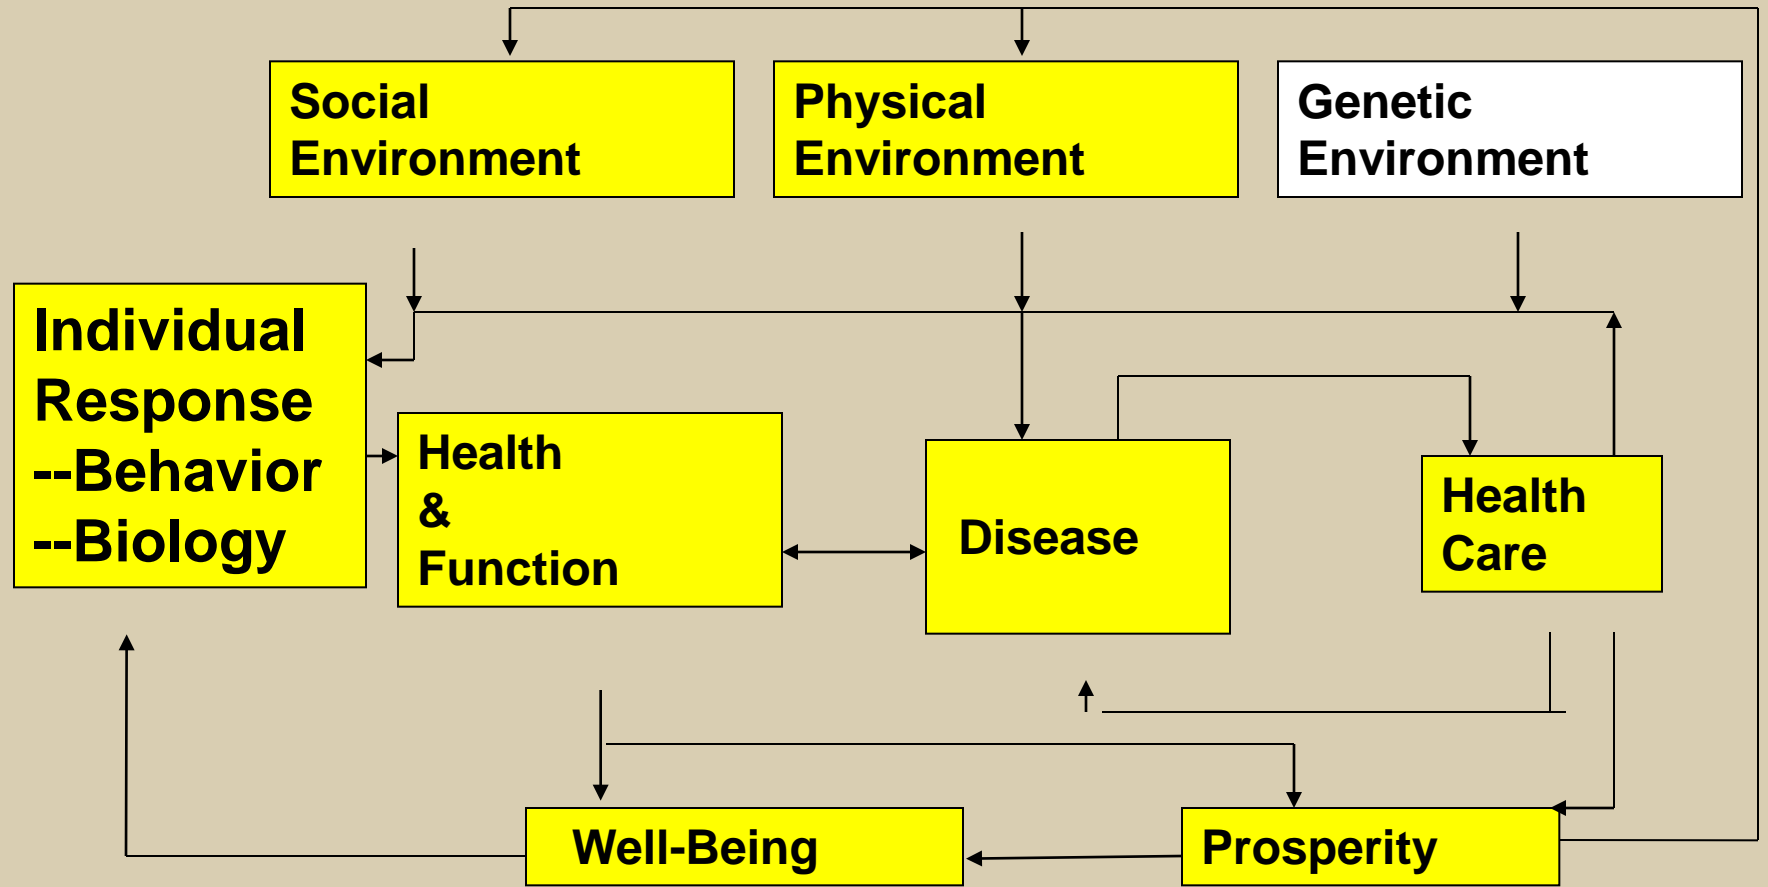 Social
Environment
Physical
Environment
Genetic
Environment
Individual
Response
--Behavior
--Biology
Health
&
Function
Disease
Health
Care
Well-Being
Prosperity